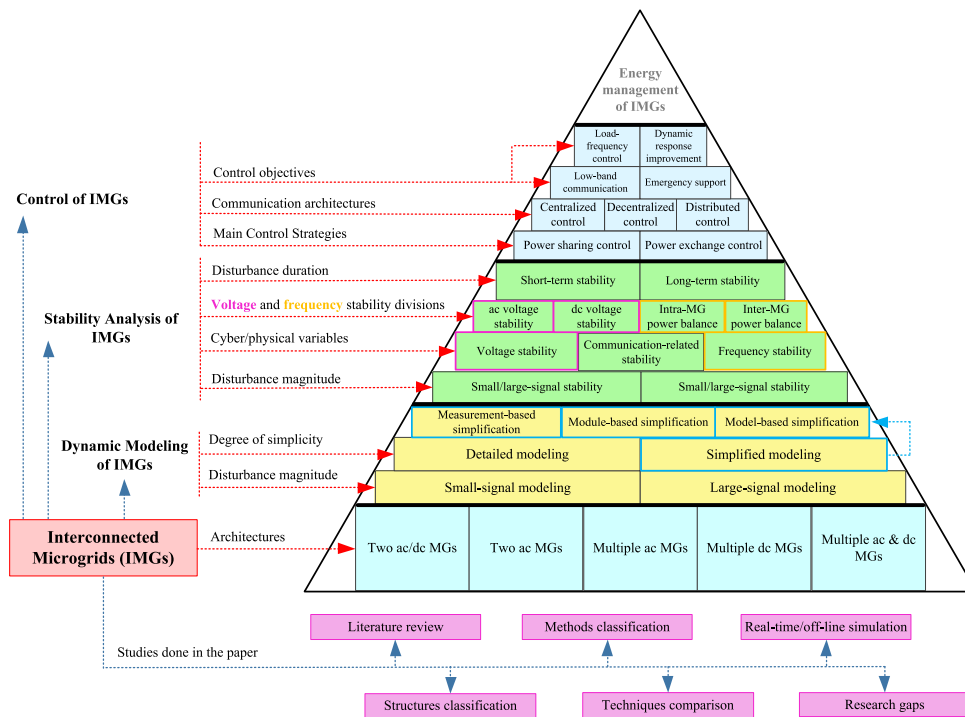 Energy
management
of IMGs
Load-
frequency
control
Dynamic
response
improvement
Control objectives
Low-band
communication
Emergency support
Control of IMGs
Communication architectures
Centralized
control
Decentralized
control
Distributed
control
Main Control Strategies
Power sharing control
Power exchange control
Disturbance duration
Short-term stability
Long-term stability
Voltage and frequency stability divisions
ac voltage
stability
dc voltage
stability
Intra-MG
power balance
Inter-MG
power balance
Stability Analysis of
IMGs
Cyber/physical variables
Voltage stability
Communication-related
stability
Frequency stability
Disturbance magnitude
Small/large-signal stability
Small/large-signal stability
Measurement-based
simplification
Module-based simplification
Model-based simplification
Dynamic Modeling
of IMGs
Degree of simplicity
Detailed modeling
Simplified modeling
Disturbance magnitude
Small-signal modeling
Large-signal modeling
Interconnected
Microgrids (IMGs)
Architectures
Two ac/dc MGs
Two ac MGs
Multiple ac MGs
Multiple dc MGs
Multiple ac & dc
MGs
Literature review
Methods classification
Real-time/off-line simulation
Studies done in the paper
Structures classification
Techniques comparison
Research gaps